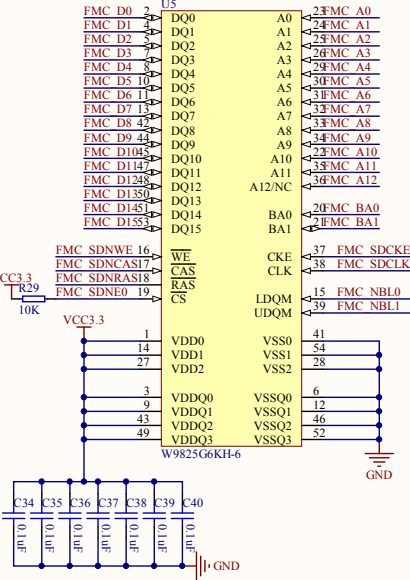 U5
FMC_D0 2 DQ0 A0 23 FMC_A0
FMC_D1 4 DQ1 A1 24 FMC_A1
FMC_D2 5 DQ2 A2 25 FMC_A2
FMC_D3 7 DQ3 A3 26 FMC_A3
FMC_D4 8 DQ4 A4 29 FMC_A4
FMC_D5 10 DQ5 A5 30 FMC_A5
FMC_D6 11 DQ6 A6 31 FMC_A6
FMC_D7 13 DQ7 A7 32 FMC_A7
FMC_D8 42 DQ8 A8 33 FMC_A8
FMC_D9 44 DQ9 A9 34 FMC_A9
FMC_D10 45 DQ10 A10 22 FMC_A10
FMC_D11 47 DQ11 A11 35 FMC_A11
FMC_D12 48 DQ12 A12/NC 36 FMC_A12
FMC_D13 50 DQ13
FMC_D14 51 DQ14 BA0 20 FMC_BA0
FMC_D15 53 DQ15 BA1 21 FMC_BA1
FMC_SDNWE 16 WE CKE 37 FMC_SDCKE
FMC_SDNCAS 17 CAS CLK 38 FMC_SDCLK
CC3.3 FMC_SDNRAS 18 RAS
R29 FMC_SDNE0 19 CS LDQM 15 FMC_NBL0
10K UDQM 39 FMC_NBL1
VCC3.3
1 VDD0 VSS0 41
14 VDD1 VSS1 54
27 VDD2 VSS2 28
3 VDDQ0 VSSQ0 6
9 VDDQ1 VSSQ1 12
43 VDDQ2 VSSQ2 46
49 VDDQ3 VSSQ3 52
W9825G6KH-6
GND
C34 C35 C36 C37 C38 C39 C40
0.1uF 0.1uF 0.1uF 0.1uF 0.1uF 0.1uF 0.1uF
GND